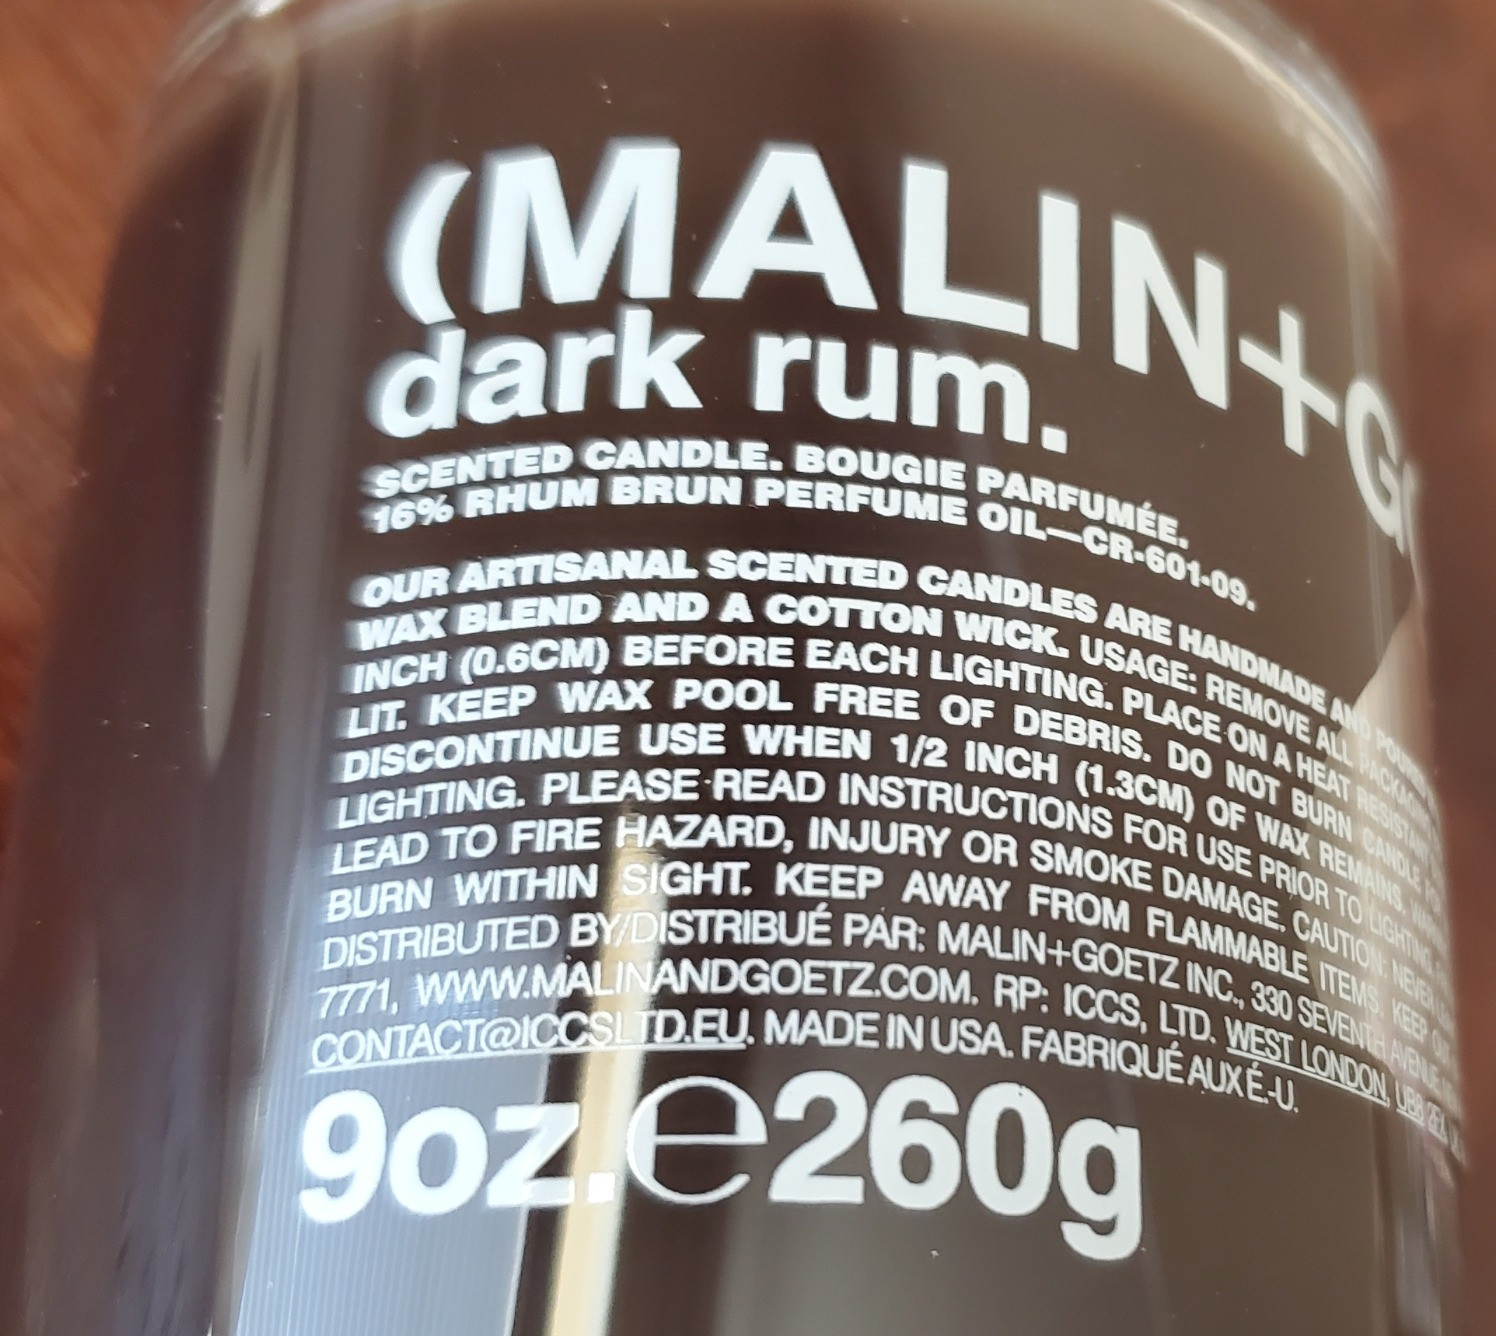 (MALIN+G
dark rum.
SCENTED CANDLE. BOUGIE PARFUMÉE.
16% RHUM BRUN PERFUME OIL—CR-601-09.
OUR ARTISANAL SCENTED CANDLES ARE HANDMADE AND
WAX BLEND AND A COTTON WICK. USAGE: REMOVE ALL
INCH (0.6CM) BEFORE EACH LIGHTING. PLACE ON A HEAT
LIT. KEEP WAX POOL FREE OF DEBRIS. DO NOT BURN CANDLE
DISCONTINUE USE WHEN 1/2 INCH (1.3CM) OF WAX REMAINS.
LIGHTING. PLEASE READ INSTRUCTIONS FOR USE PRIOR TO LIGHTING.
LEAD TO FIRE HAZARD, INJURY OR SMOKE DAMAGE. CAUTION: NEVER
BURN WITHIN SIGHT. KEEP AWAY FROM FLAMMABLE ITEMS. KEEP
DISTRIBUTED BY/DISTRIBUÉ PAR: MALIN+GOETZ INC., 330 SEVENTH AVENUE
7771, WWW.MALINANDGOETZ.COM. RP: ICCS, LTD. WEST LONDON, UB8
CONTACT@ICCSLTD.EU. MADE IN USA. FABRIQUÉ AUX É.-U.
9oz.e260g